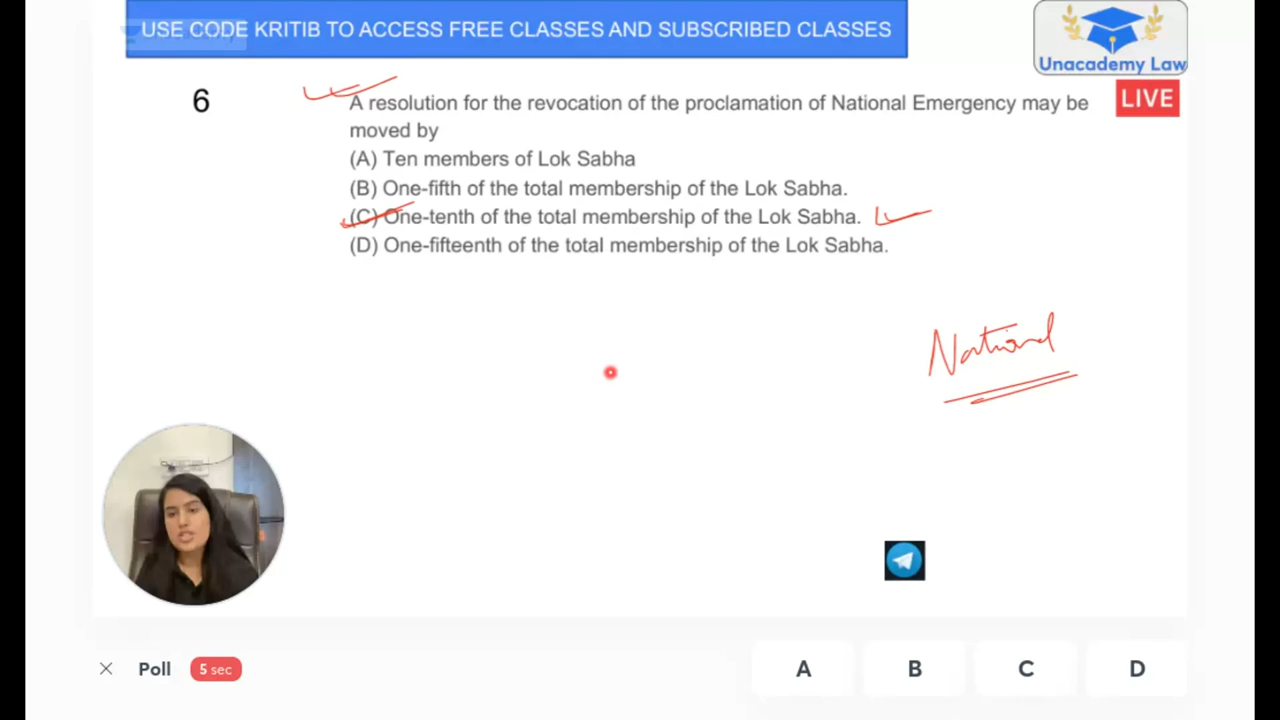 USE CODE KRITIB TO ACCESS FREE CLASSES AND SUBSCRIBED CLASSES
Unacademy Law
LIVE
6
A resolution for the revocation of the proclamation of National Emergency may be
moved by
(A) Ten members of Lok Sabha
(B) One-fifth of the total membership of the Lok Sabha.
(C) One-tenth of the total membership of the Lok Sabha.
(D) One-fifteenth of the total membership of the Lok Sabha.
National
Poll
5 sec
A
B
C
D